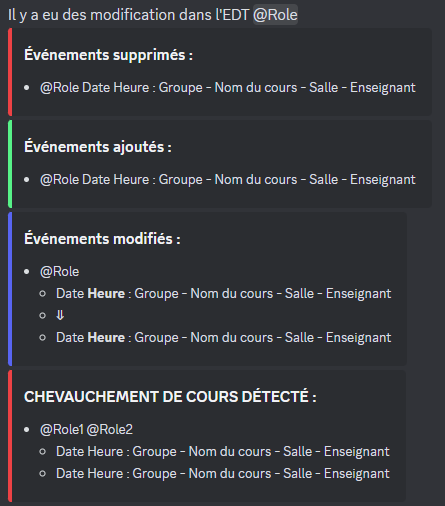 Il y a eu des modification dans l'EDT @Role
Événements supprimés :
• @Role Date Heure : Groupe - Nom du cours - Salle - Enseignant
Événements ajoutés :
• @Role Date Heure : Groupe - Nom du cours - Salle - Enseignant
Événements modifiés :
• @Role
◦ Date Heure : Groupe - Nom du cours - Salle - Enseignant
◦ ⇓
◦ Date Heure : Groupe - Nom du cours - Salle - Enseignant
CHEVAUCHEMENT DE COURS DÉTECTÉ :
• @Role1 @Role2
◦ Date Heure : Groupe - Nom du cours - Salle - Enseignant
◦ Date Heure : Groupe - Nom du cours - Salle - Enseignant